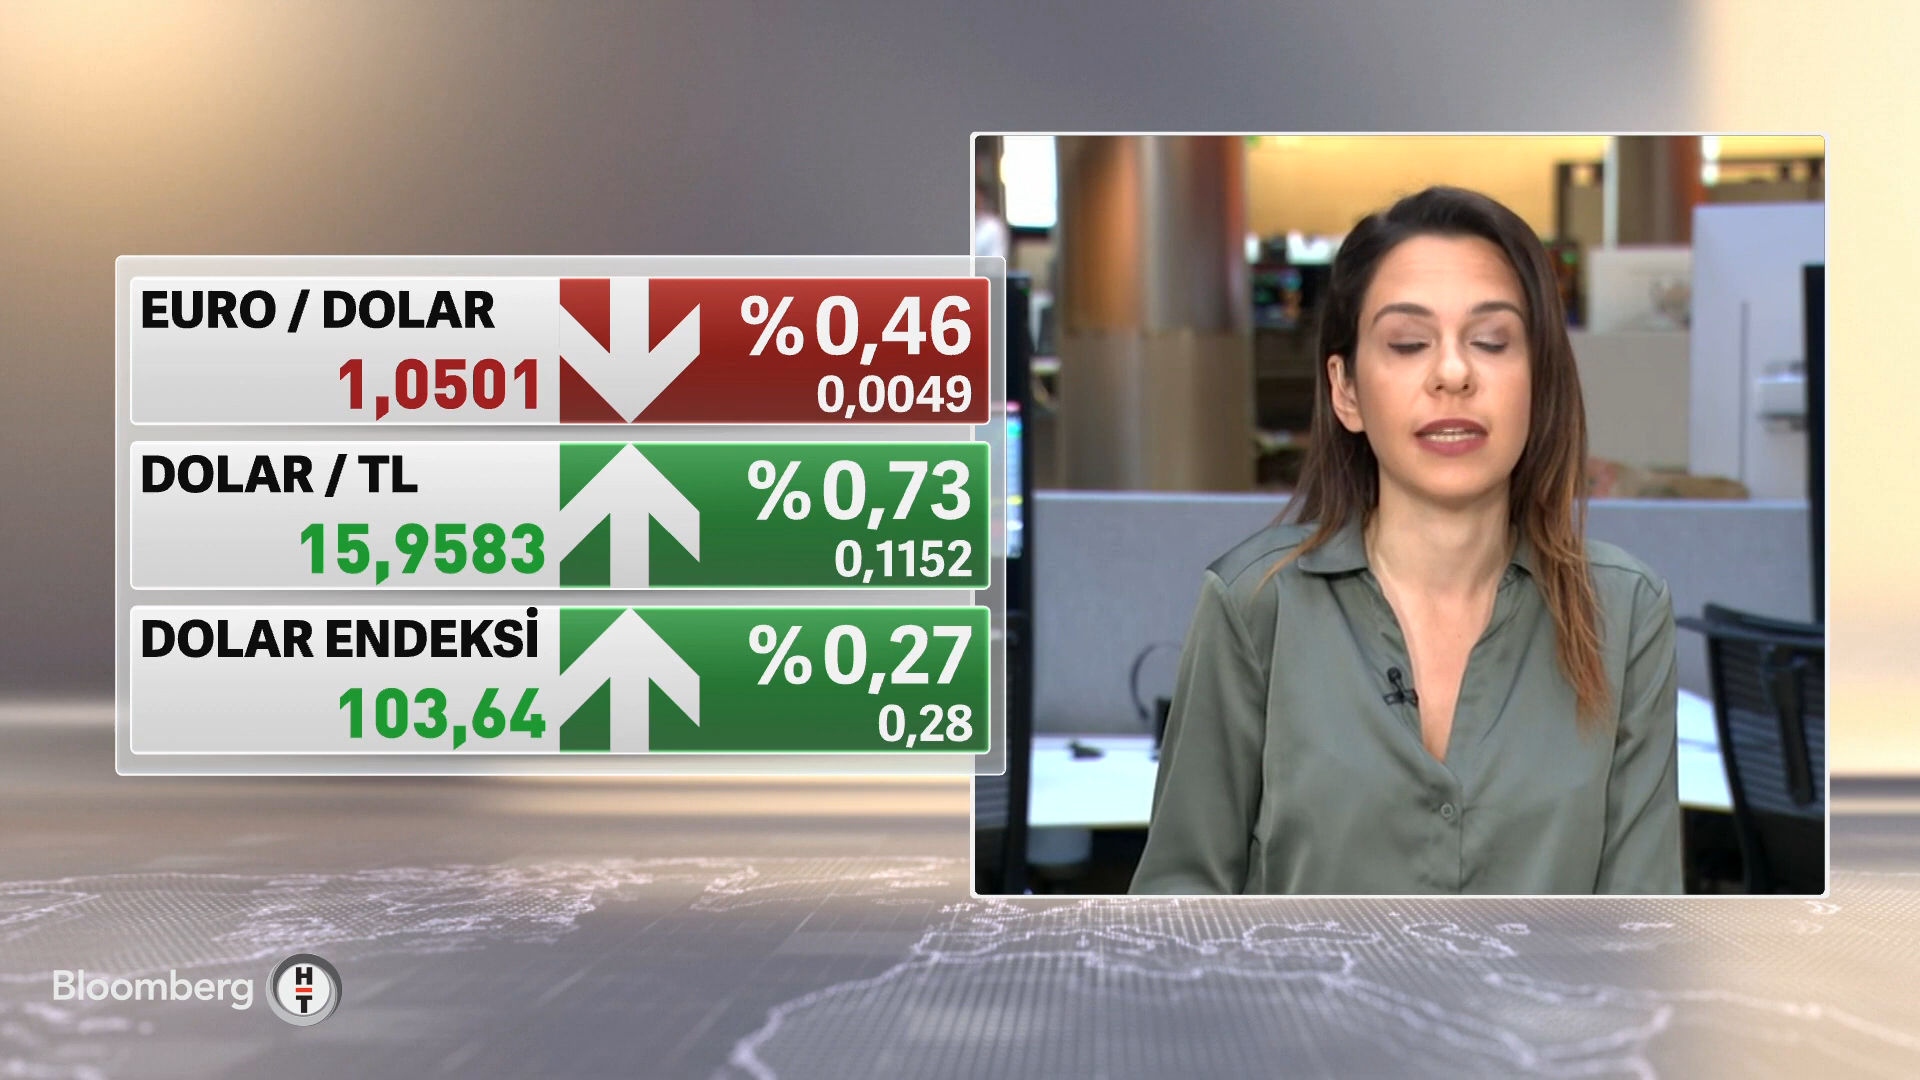 EURO / DOLAR
1,0501
%0,46
0,0049
DOLAR / TL
15,9583
%0,73
0,1152
DOLAR ENDEKSİ
103,64
%0,27
0,28
Bloomberg HT